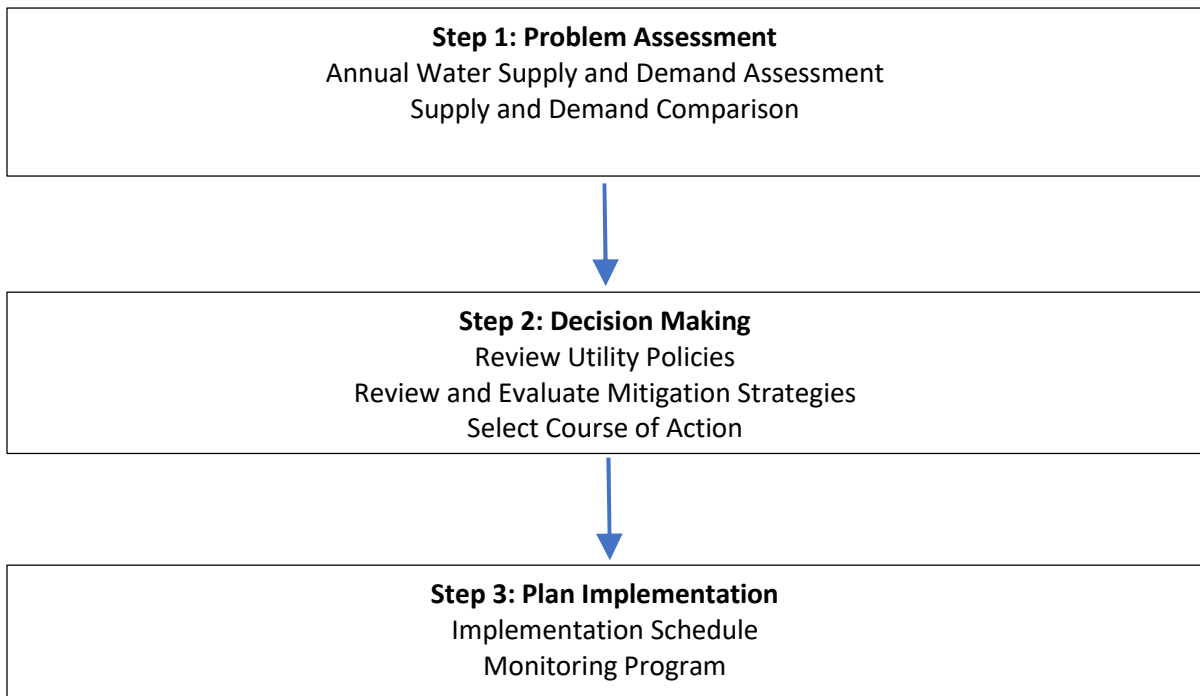 Step 1: Problem Assessment
Annual Water Supply and Demand Assessment
Supply and Demand Comparison
Step 2: Decision Making
Review Utility Policies
Review and Evaluate Mitigation Strategies
Select Course of Action
Step 3: Plan Implementation
Implementation Schedule
Monitoring Program